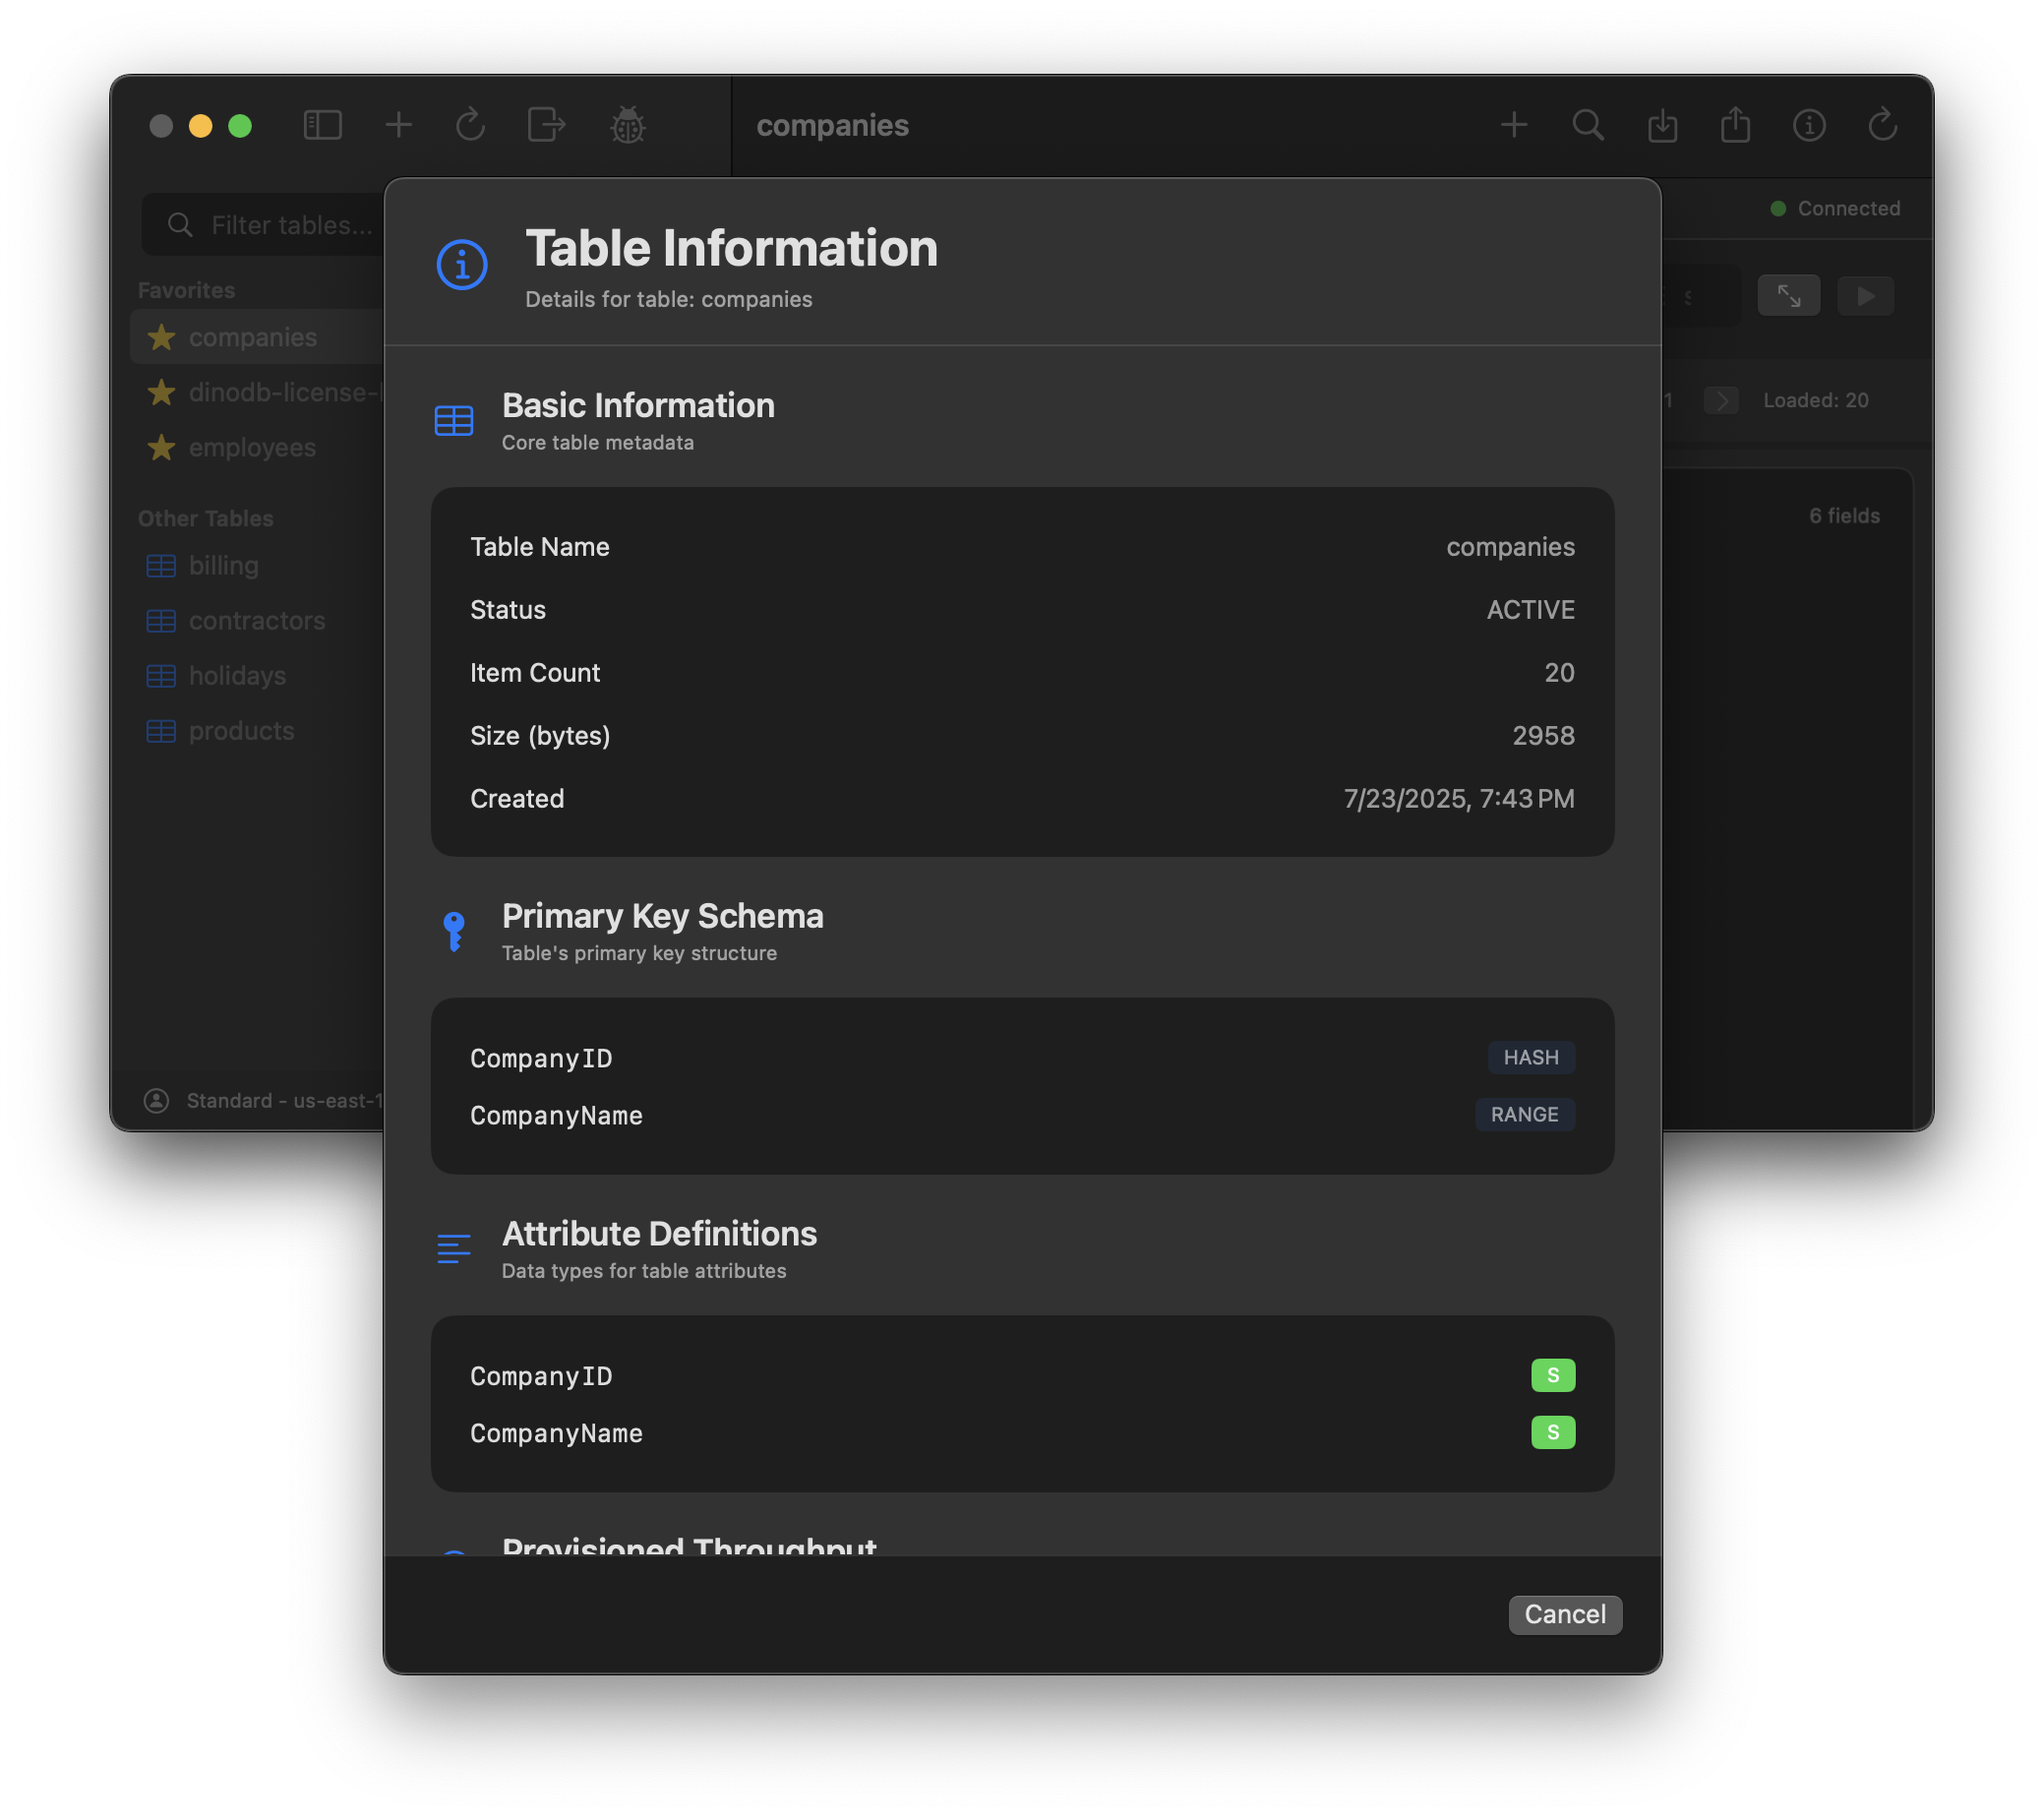 companies
Filter tables...
Connected
Favorites
companies
dinodb-license-
employees
1
Loaded: 20
Other Tables
6 fields
billing
contractors
holidays
products
Standard - us-east-1
Table Information
Details for table: companies
Basic Information
Core table metadata
Table Name companies
Status ACTIVE
Item Count 20
Size (bytes) 2958
Created 7/23/2025, 7:43 PM
Primary Key Schema
Table's primary key structure
CompanyID HASH
CompanyName RANGE
Attribute Definitions
Data types for table attributes
CompanyID S
CompanyName S
Provisioned Throughput
Cancel